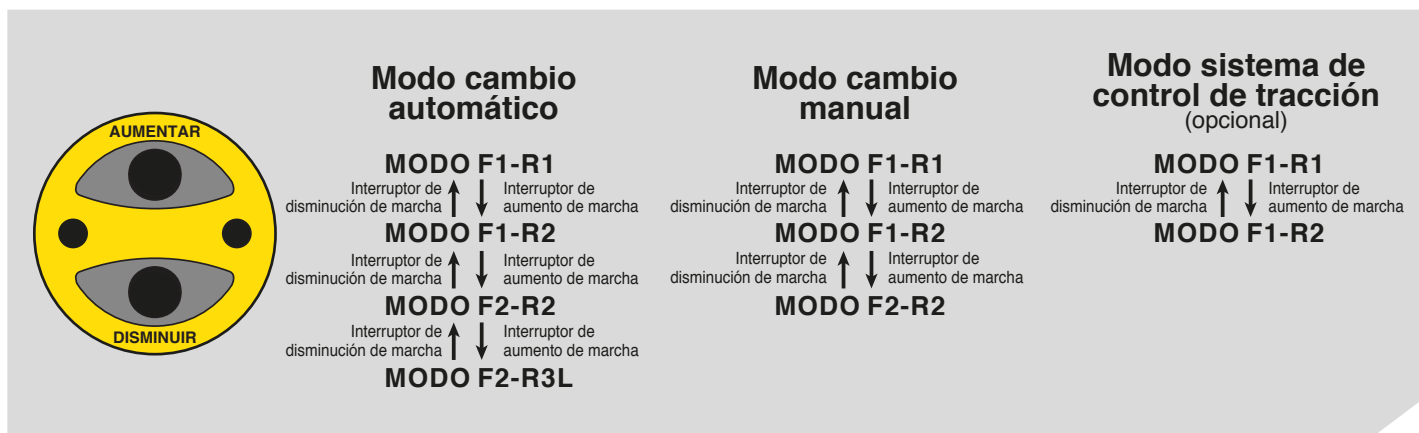 AUMENTAR
DISMINUIR
Modo cambio
automático
MODO F1-R1
Interruptor de
disminución de marcha
Interruptor de
aumento de marcha
MODO F1-R2
Interruptor de
disminución de marcha
Interruptor de
aumento de marcha
MODO F2-R2
Interruptor de
disminución de marcha
Interruptor de
aumento de marcha
MODO F2-R3L
Modo cambio
manual
MODO F1-R1
Interruptor de
disminución de marcha
Interruptor de
aumento de marcha
MODO F1-R2
Interruptor de
disminución de marcha
Interruptor de
aumento de marcha
MODO F2-R2
Modo sistema de
control de tracción
(opcional)
MODO F1-R1
Interruptor de
disminución de marcha
Interruptor de
aumento de marcha
MODO F1-R2